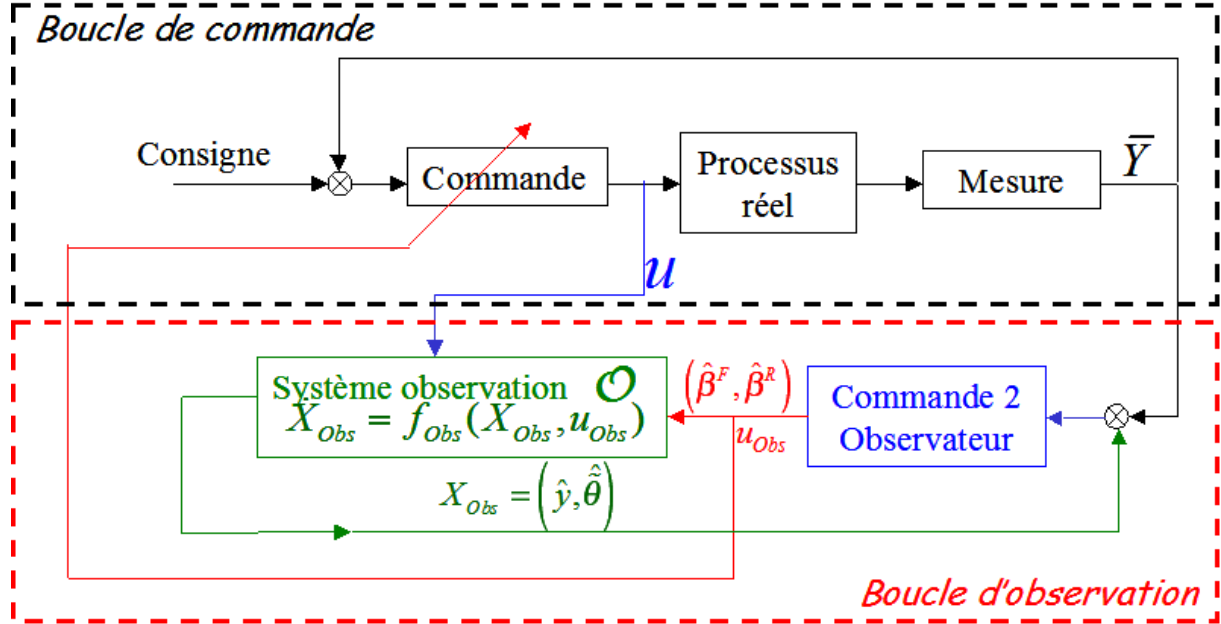 Boucle de commande
Consigne
Commande
Processus
réel
Mesure
Y̅
u
Système observation 𝒪
Ẋ_Obs = f_Obs(X_Obs, u_Obs)
(β̂^F, β̂^R)
u_Obs
Commande 2
Observateur
X_Obs = (ŷ, θ̃̂)
Boucle d'observation